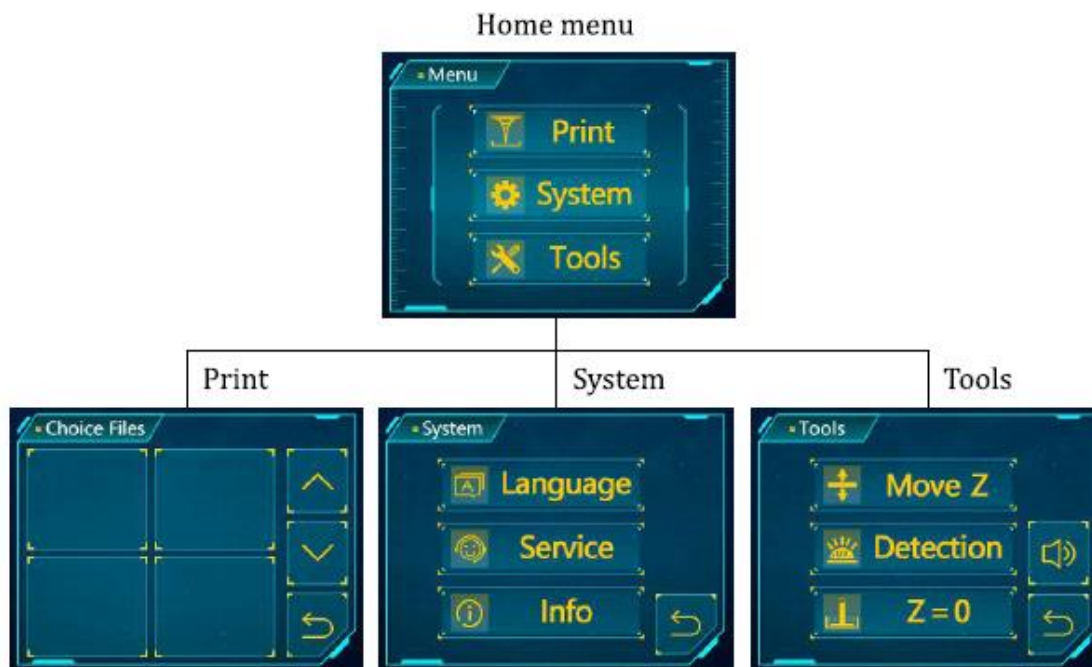 Home menu
Menu
Print
System
Tools
Print
System
Tools
Choice Files
System
Language
Service
Info
Tools
Move Z
Detection
Z = 0